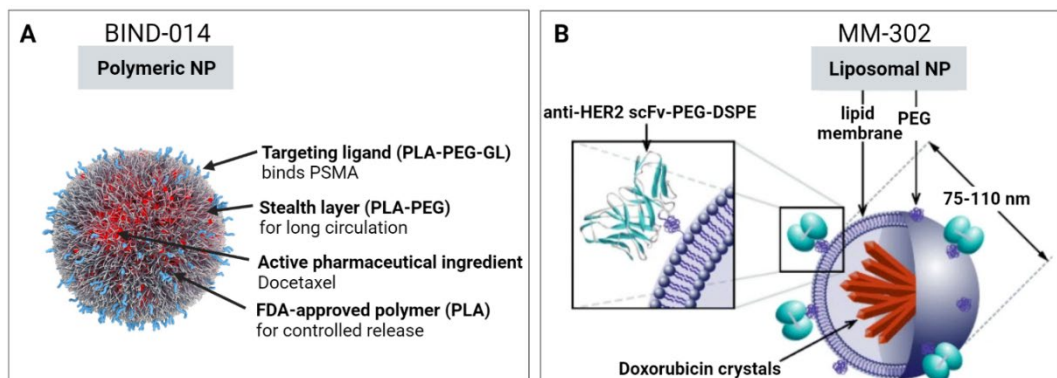 A
BIND-014
Polymeric NP
Targeting ligand (PLA-PEG-GL)
binds PSMA
Stealth layer (PLA-PEG)
for long circulation
Active pharmaceutical ingredient
Docetaxel
FDA-approved polymer (PLA)
for controlled release
B
MM-302
Liposomal NP
anti-HER2 scFv-PEG-DSPE
lipid
membrane
PEG
75-110 nm
Doxorubicin crystals